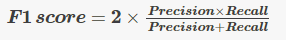 F1 score = 2 × Precision×Recall / Precision+Recall